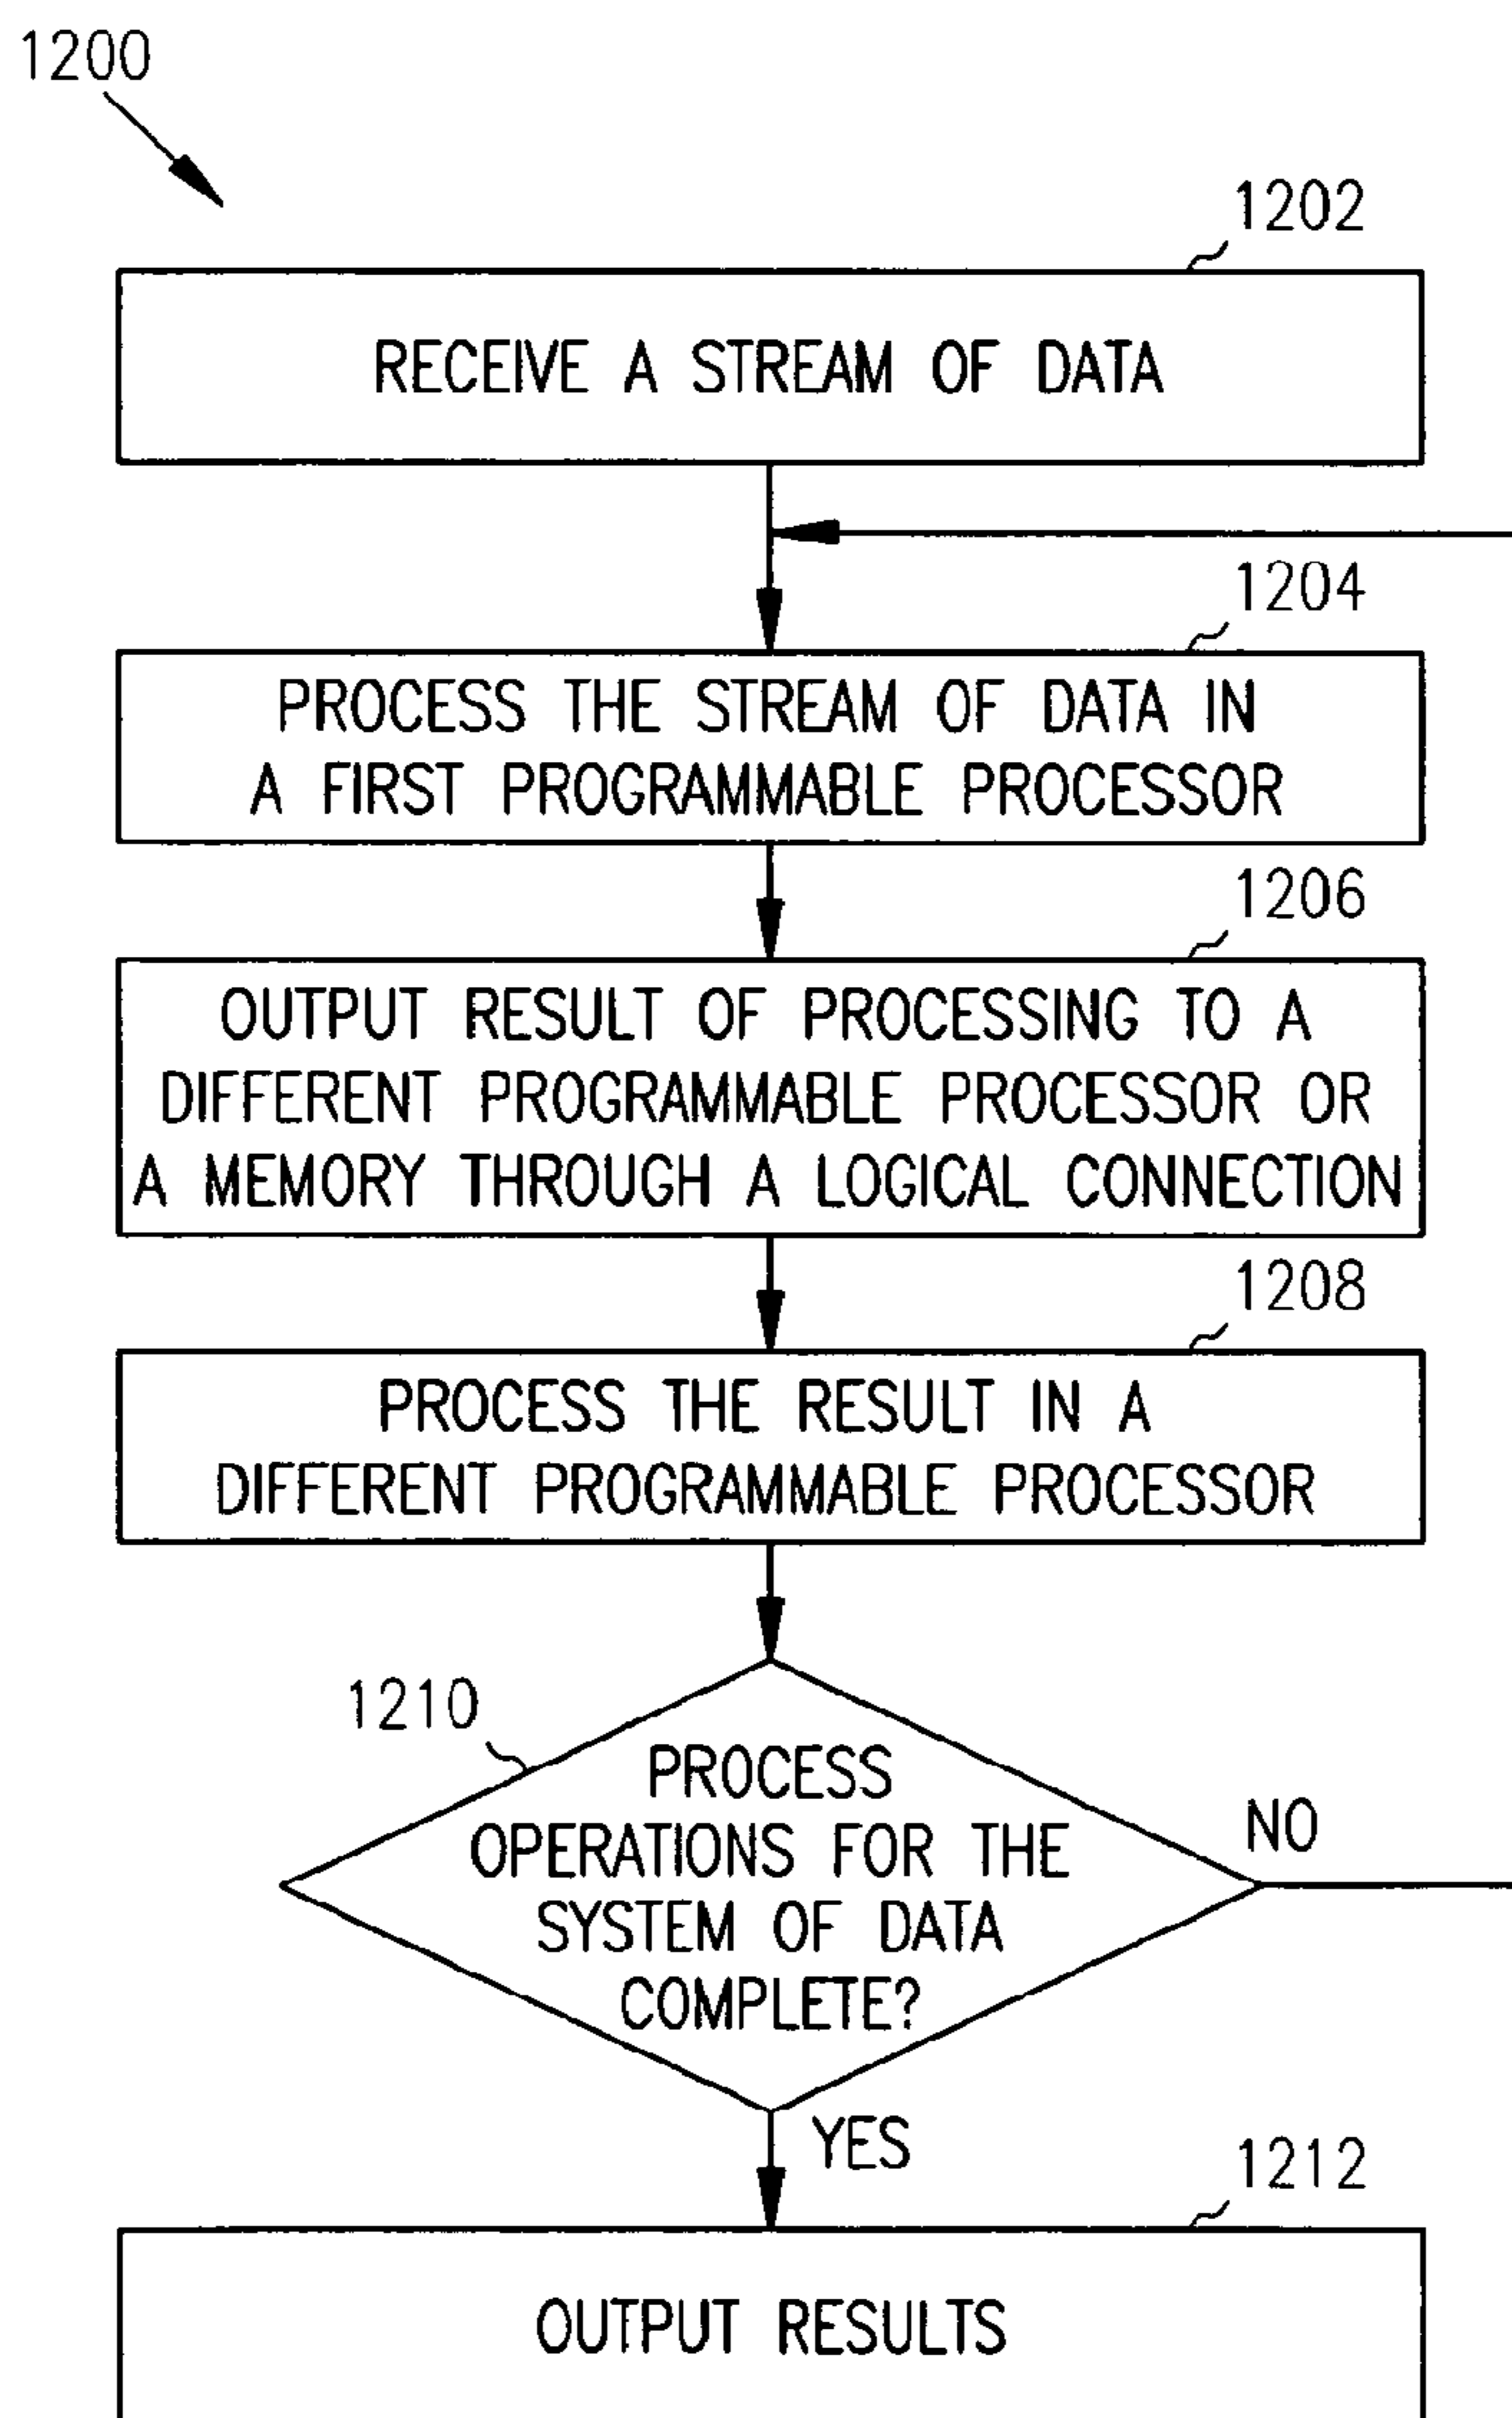 1200
1202
RECEIVE A STREAM OF DATA
1204
PROCESS THE STREAM OF DATA IN
A FIRST PROGRAMMABLE PROCESSOR
1206
OUTPUT RESULT OF PROCESSING TO A
DIFFERENT PROGRAMMABLE PROCESSOR OR
A MEMORY THROUGH A LOGICAL CONNECTION
1208
PROCESS THE RESULT IN A
DIFFERENT PROGRAMMABLE PROCESSOR
1210
PROCESS
OPERATIONS FOR THE
SYSTEM OF DATA
COMPLETE?
NO
YES
1212
OUTPUT RESULTS